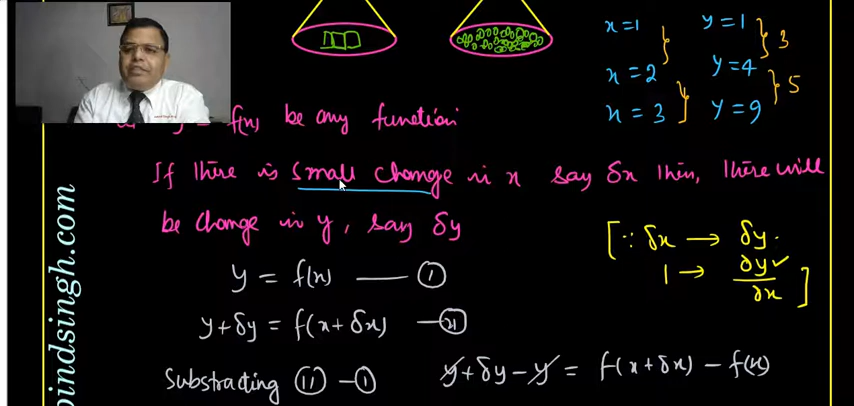 x=1 y=1
3
x=2 y=4
5
x=3 y=9
y = f(x) be any function
If there is small change in x say δx then, there will
be change in y, say δy
[∵ δx → δy.
1 → δy/δx ]
y = f(x) —— ①
y+δy = f(x+δx) —⑪
Substracting ⑪ –① y+δy–y = f(x+δx) – f(x)
pindsingh.com